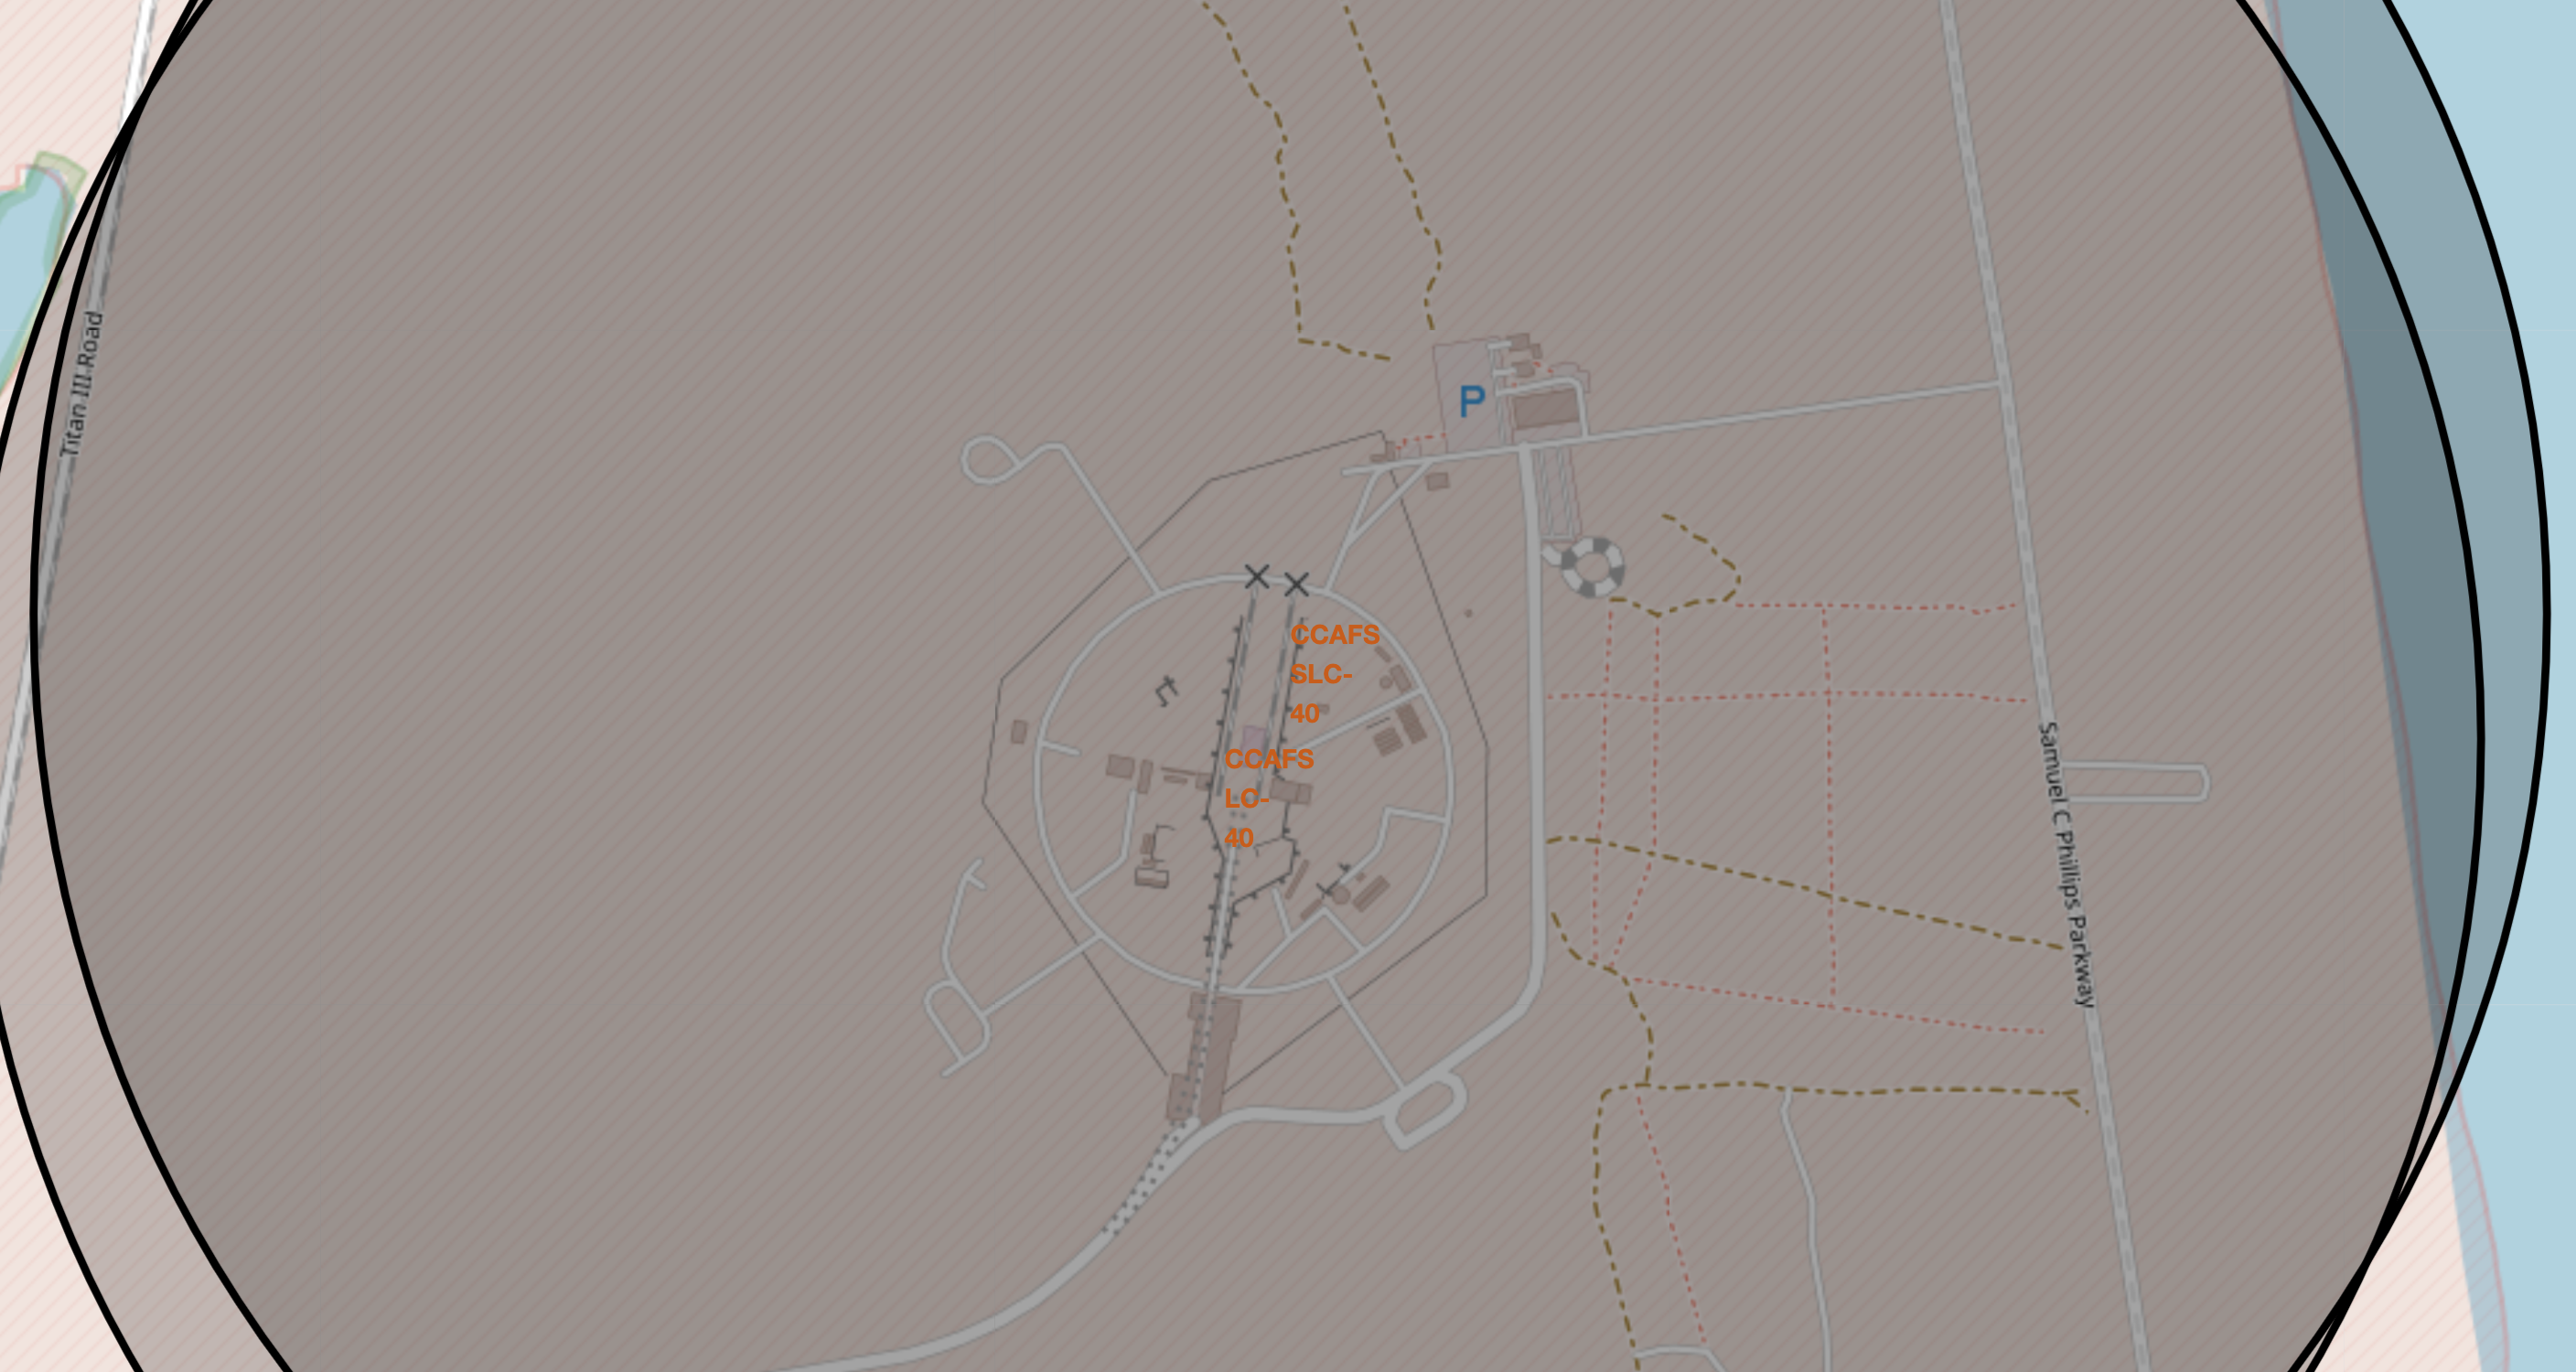 Titan III Road
P
CCAFS
SLC-
40
CCAFS
LC-
40
Samuel C Phillips Parkway